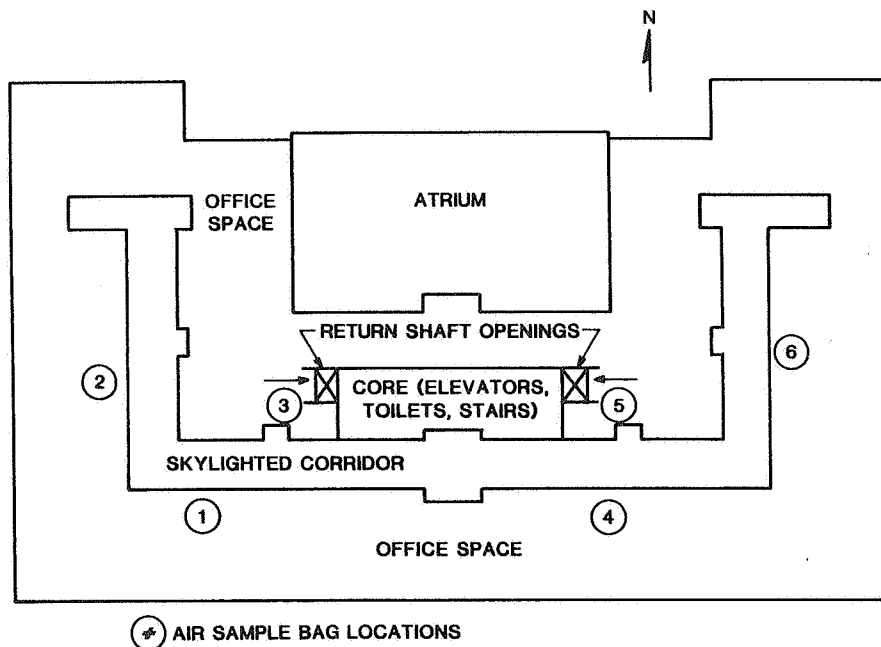 N
OFFICE
SPACE
ATRIUM
RETURN SHAFT OPENINGS
CORE (ELEVATORS,
TOILETS, STAIRS)
2
3
5
6
SKYLIGHTED CORRIDOR
1
4
OFFICE SPACE
# AIR SAMPLE BAG LOCATIONS